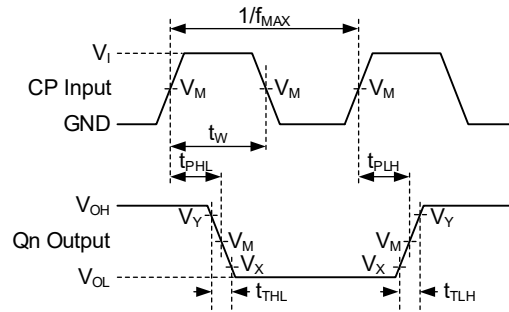 1/fMAX
VI
CP Input
VM
VM
VM
GND
tW
tPHL
tPLH
VOH
VY
VY
Qn Output
VM
VM
VX
VX
VOL
tTHL
tTLH